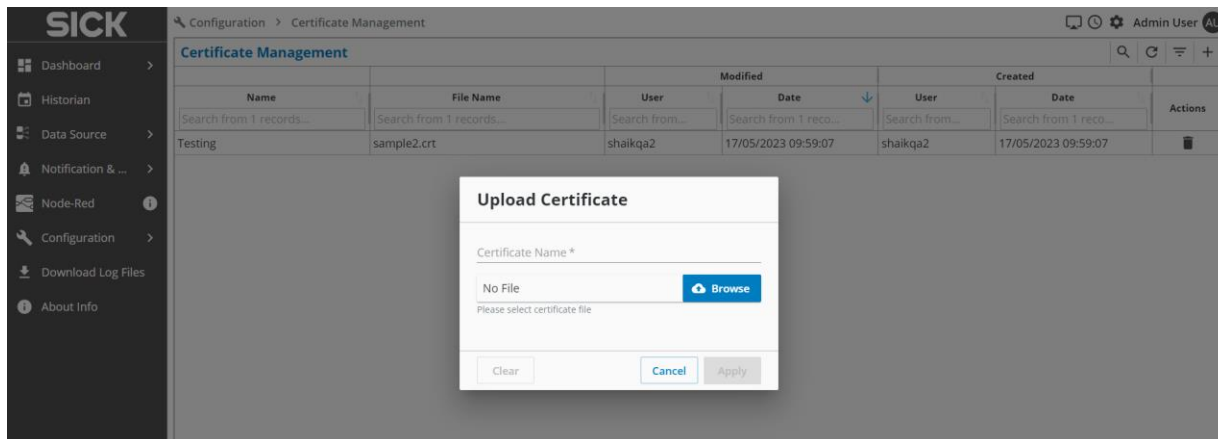 SICK
Configuration > Certificate Management
Admin User AU
Certificate Management
Dashboard >
Historian
Data Source >
Notification & ... >
Node-Red
Configuration >
Download Log Files
About Info
Modified Created
Name File Name User Date User Date Actions
Search from 1 records... Search from 1 records... Search from... Search from 1 reco... Search from... Search from 1 reco...
Testing sample2.crt shaikqa2 17/05/2023 09:59:07 shaikqa2 17/05/2023 09:59:07
Upload Certificate
Certificate Name *
No File Browse
Please select certificate file
Clear Cancel Apply